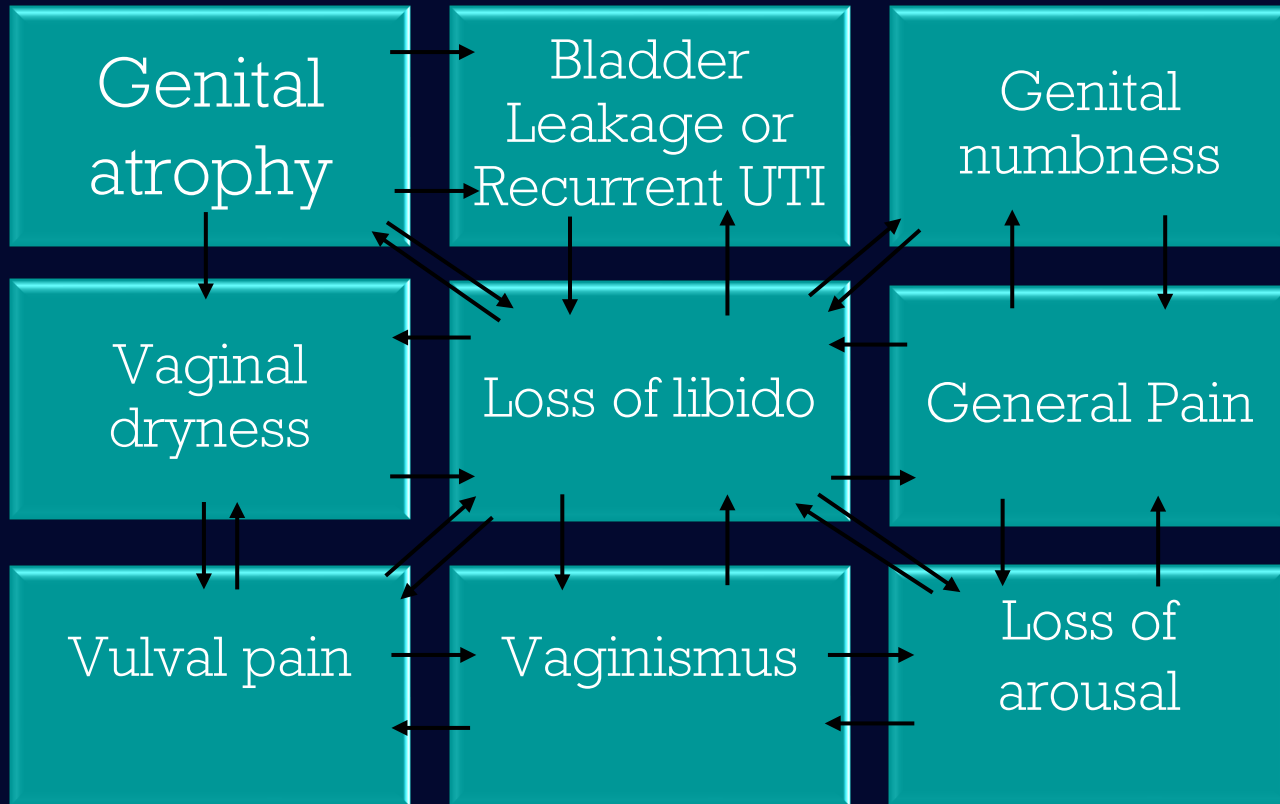 Genital
atrophy
Bladder
Leakage or
Recurrent UTI
Genital
numbness
Vaginal
dryness
Loss of libido
General Pain
Vulval pain
Vaginismus
Loss of
arousal